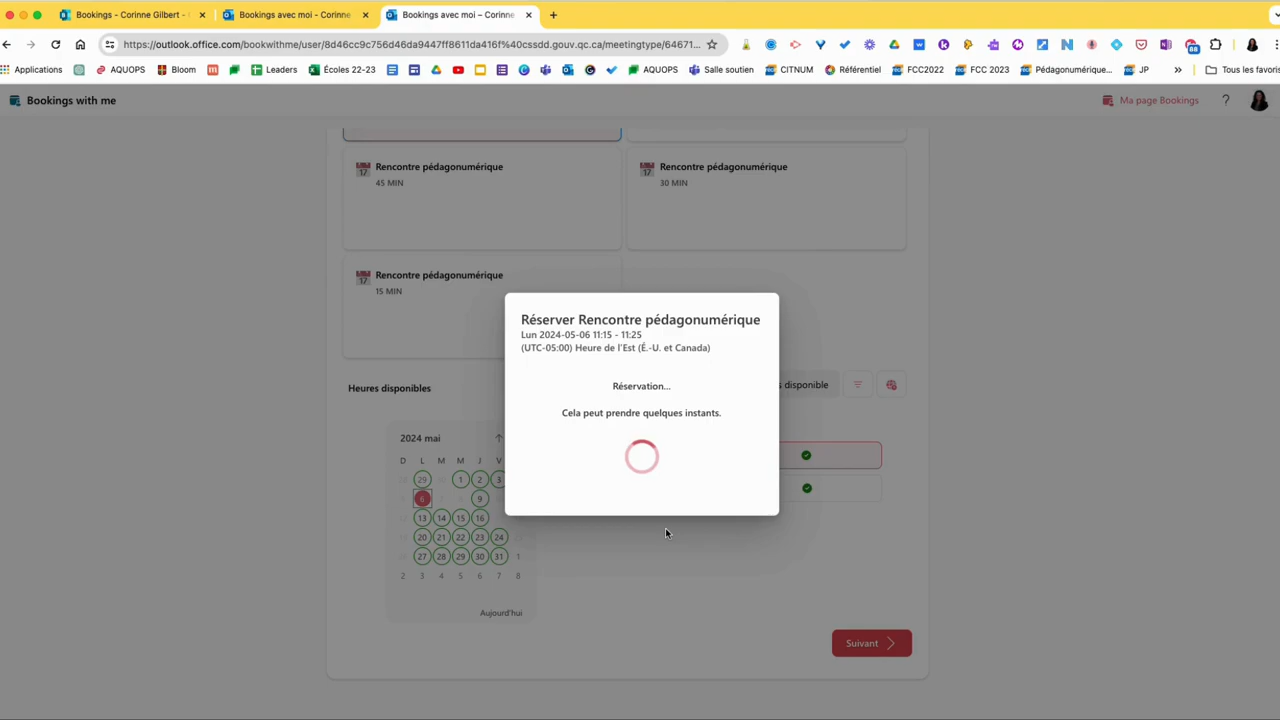 Bookings - Corinne Gilbert -
Bookings avec moi - Corinne
Bookings avec moi – Corinne
https://outlook.office.com/bookwithme/user/8d46cc9c756d46da9447ff8611da416f%40cssdd.gouv.qc.ca/meetingtype/64671...
88
Applications
AQUOPS
Bloom
Leaders
Écoles 22-23
AQUOPS
Salle soutien
CITNUM
Référentiel
FCC2022
FCC 2023
Pédagonumérique...
JP
»
Tous les favoris
Bookings with me
Ma page Bookings
?
Rencontre pédagonumérique
45 MIN
Rencontre pédagonumérique
30 MIN
Rencontre pédagonumérique
15 MIN
Réserver Rencontre pédagonumérique
Lun 2024-05-06 11:15 - 11:25
(UTC-05:00) Heure de l'Est (É.-U. et Canada)
Réservation...
Cela peut prendre quelques instants.
Heures disponibles
disponible
2024 mai
D L M M J V
29 1 2 3
6 9
13 14 15 16
20 21 22 23 24
27 28 29 30 31 1
2 3 4 5 6 7 8
Aujourd'hui
Suivant